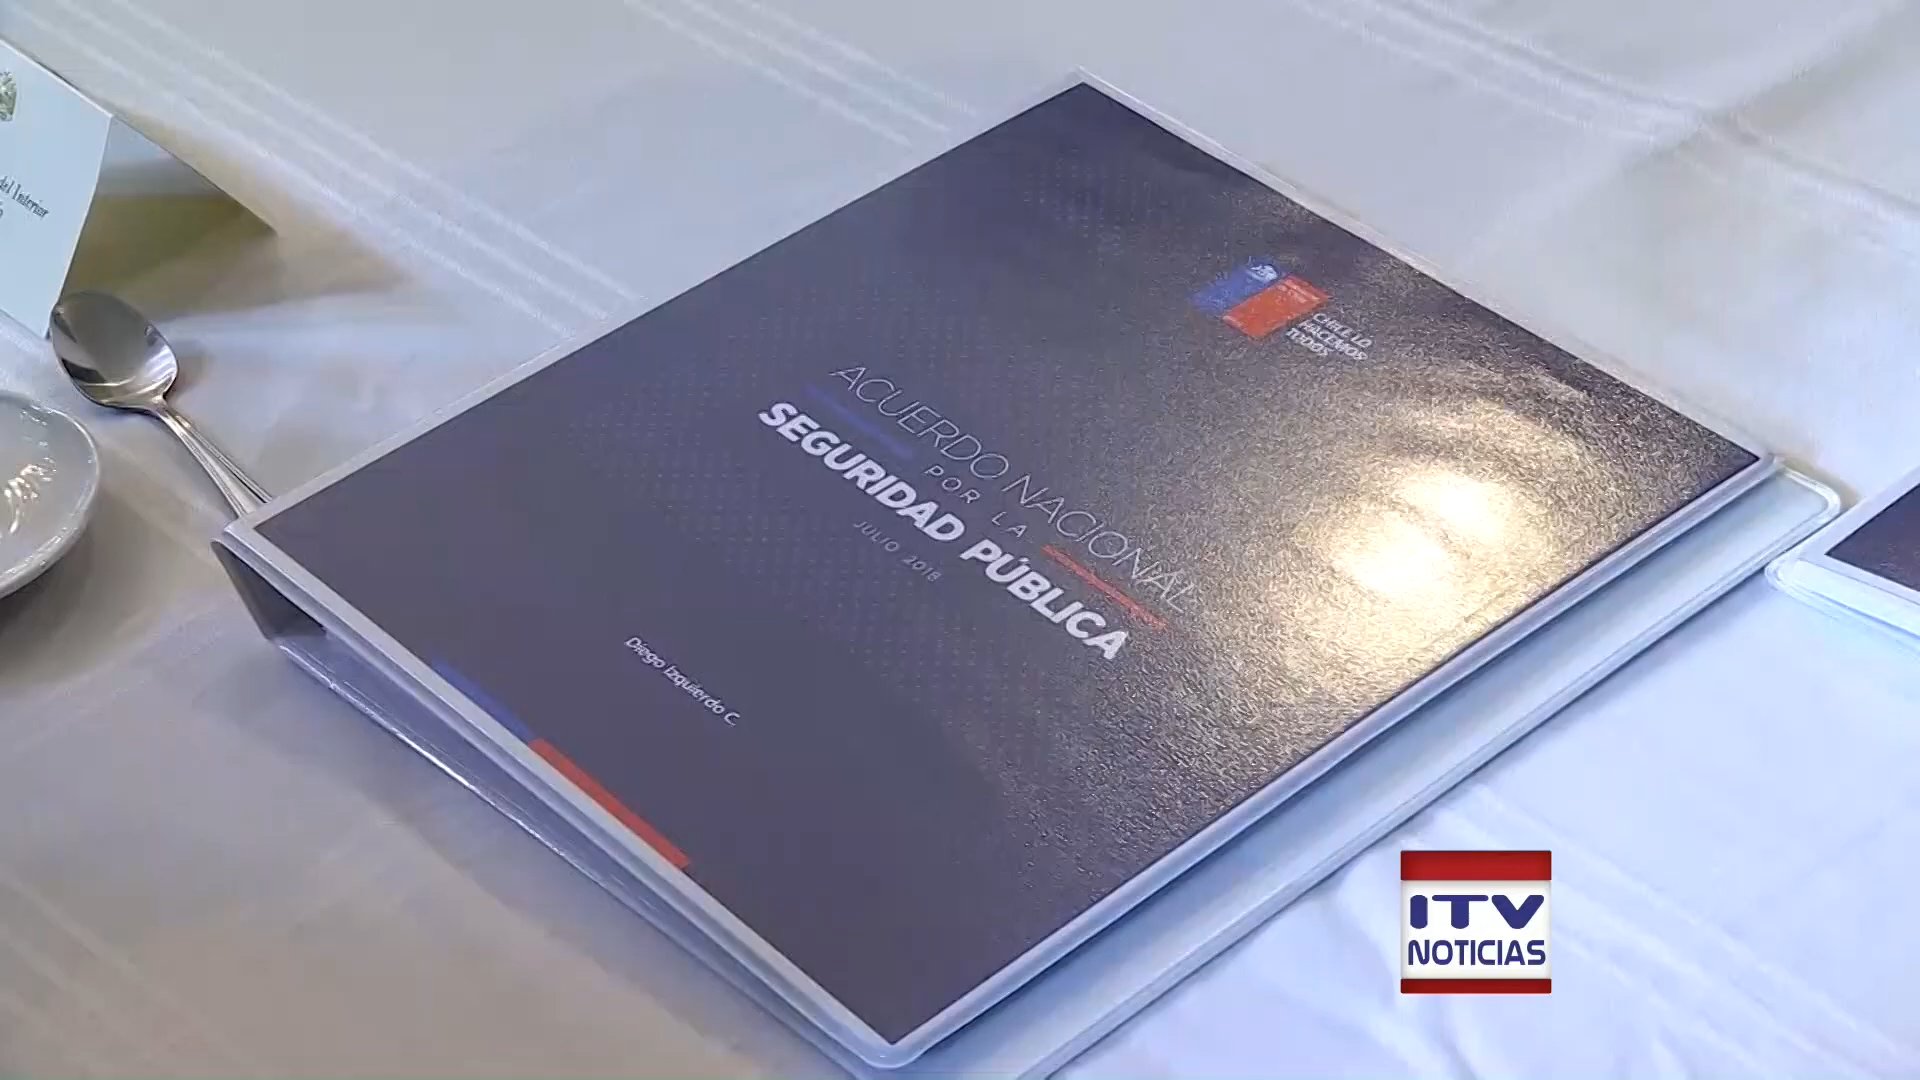 del Interior
CHILE LO
HACEMOS
TODOS
ACUERDO NACIONAL
POR LA
SEGURIDAD PÚBLICA
JULIO 2018
Diego Izquierdo C.
ITV
NOTICIAS